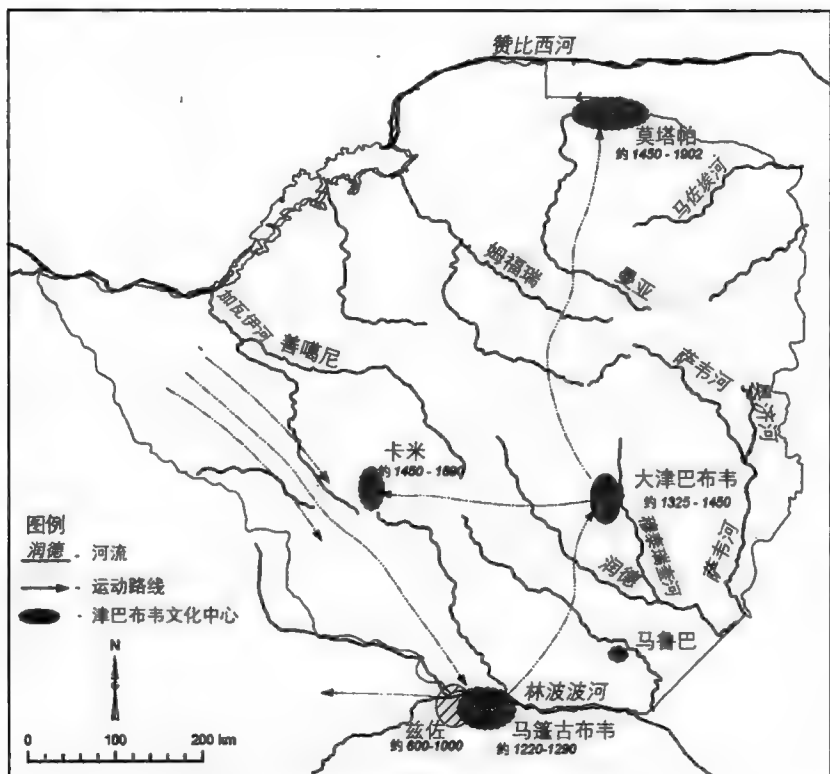 赞比西河
莫塔帕
约 1450 - 1902
马佐埃河
姆福瑞
曼亚
加瓦伊河
善噶尼
萨韦河
济河
卡米
大津巴布韦
约 1325 - 1450
萨韦河
润德
马鲁巴
林波波河
兹佐
约 600-1000
马篷古布韦
约 1220-1290
图例
润德 - 河流
- 运动路线
- 津巴布韦文化中心
N
0 100 200 km